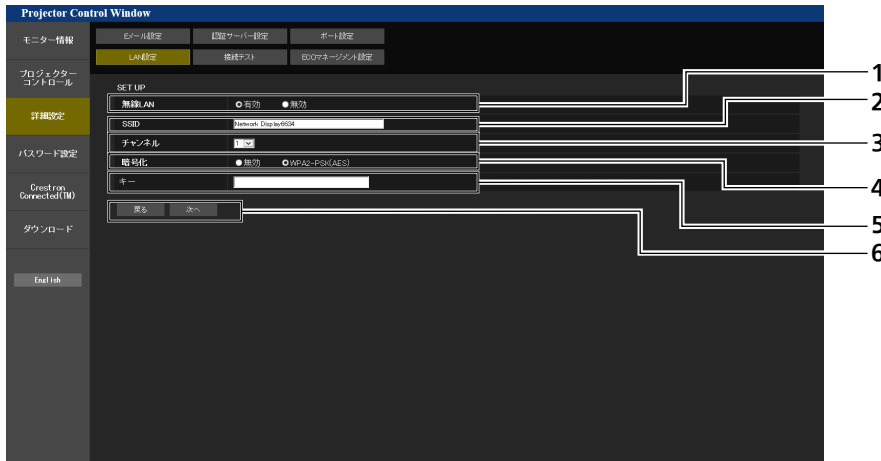 Projector Control Window
モニター情報
プロジェクター
コントロール
詳細設定
パスワード設定
Crestron
Connected(TM)
ダウンロード
English
Eメール設定 認証サーバー設定 ポート設定
LAN設定 接続テスト ECOマネージメント設定
SET UP
無線LAN 有効 無効
SSID Network Display6634
チャンネル 1
暗号化 無効 WPA2-PSK(AES)
キー
戻る 次へ
1
2
3
4
5
6